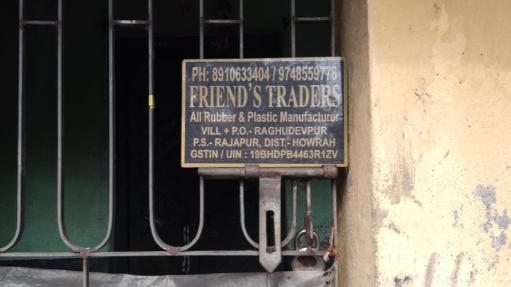 PH: 8910633404 / 9748559778
FRIEND'S TRADERS
All Rubber & Plastic Manufacturer
VILL + P.O.- RAGHUDEVPUR
P.S.- RAJAPUR, DIST.- HOWRAH
GSTIN / UIN : 19BHDPB4463R1ZV